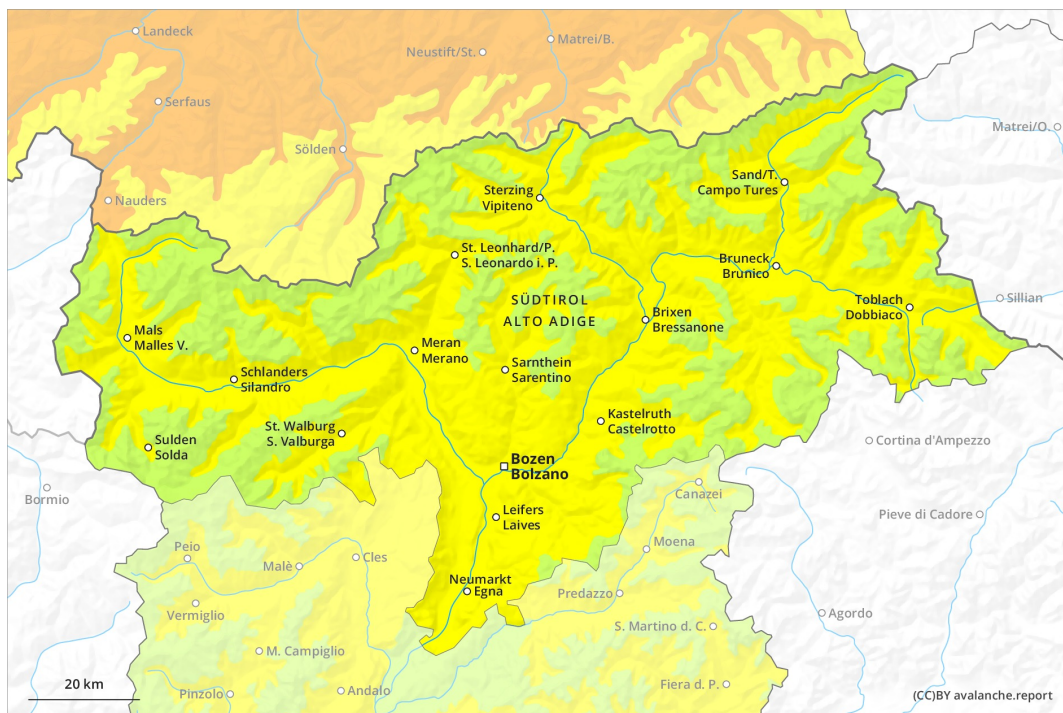 Landeck
Matrei/B.
Neustift/St.
Serfaus
Matrei/O.
Sölden
Sand/T.
Campo Tures
Sterzing
Vipiteno
Nauders
St. Leonhard/P.
S. Leonardo i. P.
Bruneck
Brunico
SÜDTIROL
ALTO ADIGE
Toblach
Dobbiaco
Sillian
Brixen
Bressanone
Mals
Malles V.
Meran
Merano
Sarnthein
Sarentino
Schlanders
Silandro
Kastelruth
Castelrotto
St. Walburg
S. Valburga
Sulden
Solda
Cortina d'Ampezzo
Bozen
Bolzano
Bormio
Canazei
Leifers
Laives
Pieve di Cadore
Peio
Cles
Moena
Malè
Neumarkt
Egna
Predazzo
Vermiglio
Agordo
S. Martino d. C.
M. Campiglio
20 km
Pinzolo
Andalo
Fiera d. P.
(CC)BY avalanche.report